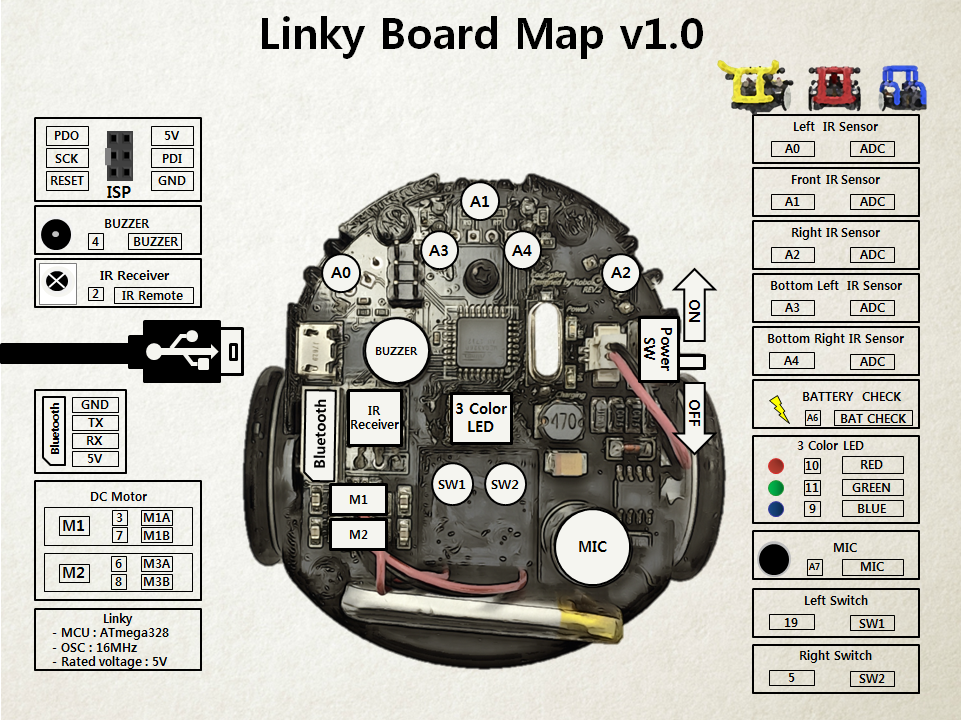 Linky Board Map v1.0
PDO
5V
SCK
PDI
RESET
GND
ISP
BUZZER
4
BUZZER
IR Receiver
2
IR Remote
Bluetooth
GND
TX
RX
5V
DC Motor
M1
3
M1A
7
M1B
M2
6
M3A
8
M3B
Linky
- MCU : ATmega328
- OSC : 16MHz
- Rated voltage : 5V
A1
A3
A4
A0
A2
BUZZER
Power
SW
ON
OFF
Bluetooth
IR
Receiver
3 Color
LED
470
SW1
SW2
M1
M2
MIC
Left IR Sensor
A0
ADC
Front IR Sensor
A1
ADC
Right IR Sensor
A2
ADC
Bottom Left IR Sensor
A3
ADC
Bottom Right IR Sensor
A4
ADC
BATTERY CHECK
A6
BAT CHECK
3 Color LED
10
RED
11
GREEN
9
BLUE
MIC
A7
MIC
Left Switch
19
SW1
Right Switch
5
SW2